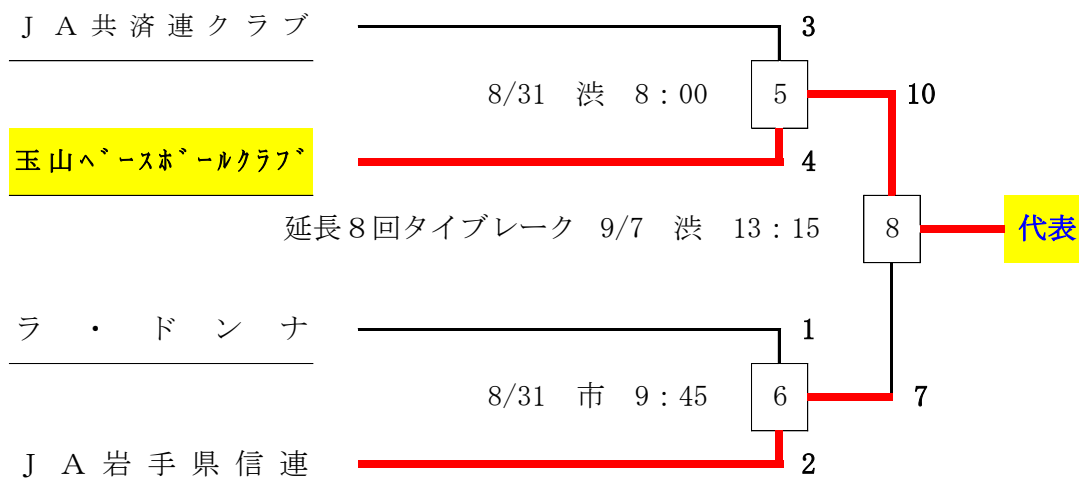 ＪＡ共済連クラブ
3
8/31 渋 8：00
5
10
玉山ﾍﾞｰｽﾎﾞｰﾙｸﾗﾌﾞ
4
延長８回タイブレーク 9/7 渋 13：15
8
代表
ラ・ドンナ
1
8/31 市 9：45
6
7
ＪＡ岩手県信連
2